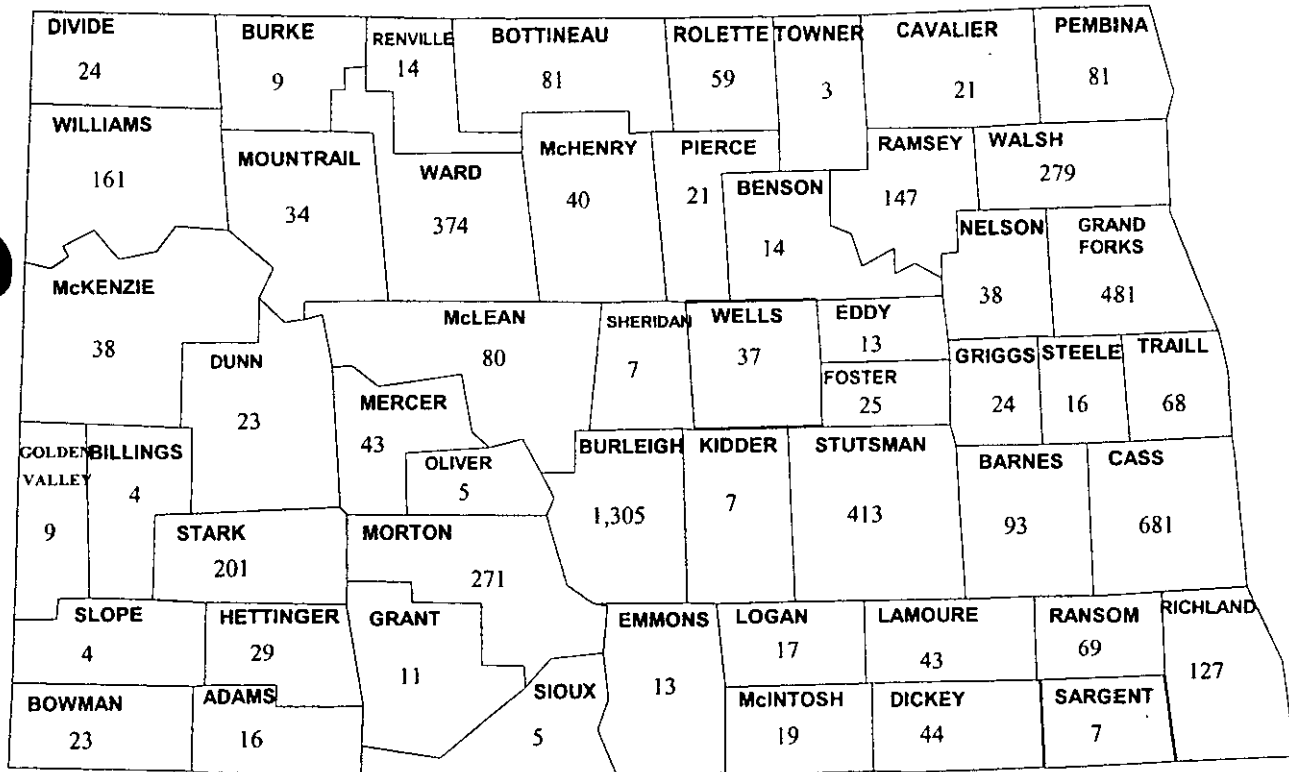 DIVIDE
24
BURKE
9
RENVILLE
14
BOTTINEAU
81
ROLETTE
59
TOWNER
3
CAVALIER
21
PEMBINA
81
WILLIAMS
161
MOUNTRAIL
34
WARD
374
McHENRY
40
PIERCE
21
BENSON
14
RAMSEY
147
WALSH
279
NELSON
38
GRAND
FORKS
481
McKENZIE
38
DUNN
23
McLEAN
80
SHERIDAN
7
WELLS
37
EDDY
13
FOSTER
25
GRIGGS
24
STEELE
16
TRAILL
68
MERCER
43
OLIVER
5
GOLDEN
VALLEY
9
BILLINGS
4
STARK
201
MORTON
271
BURLEIGH
1,305
KIDDER
7
STUTSMAN
413
BARNES
93
CASS
681
SLOPE
4
HETTINGER
29
GRANT
11
EMMONS
13
LOGAN
17
LAMOURE
43
RANSOM
69
RICHLAND
127
BOWMAN
23
ADAMS
16
SIOUX
5
McINTOSH
19
DICKEY
44
SARGENT
7